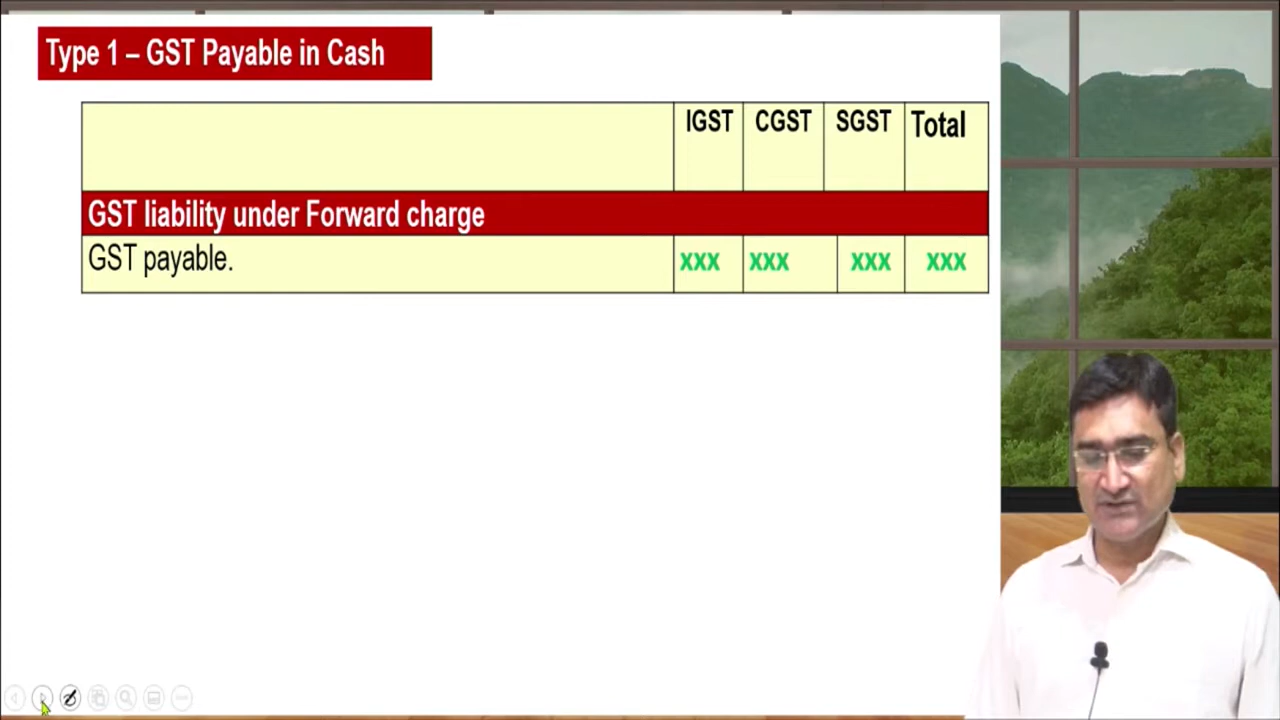 Type 1 – GST Payable in Cash
IGST CGST SGST Total
GST liability under Forward charge
GST payable. xxx xxx xxx xxx